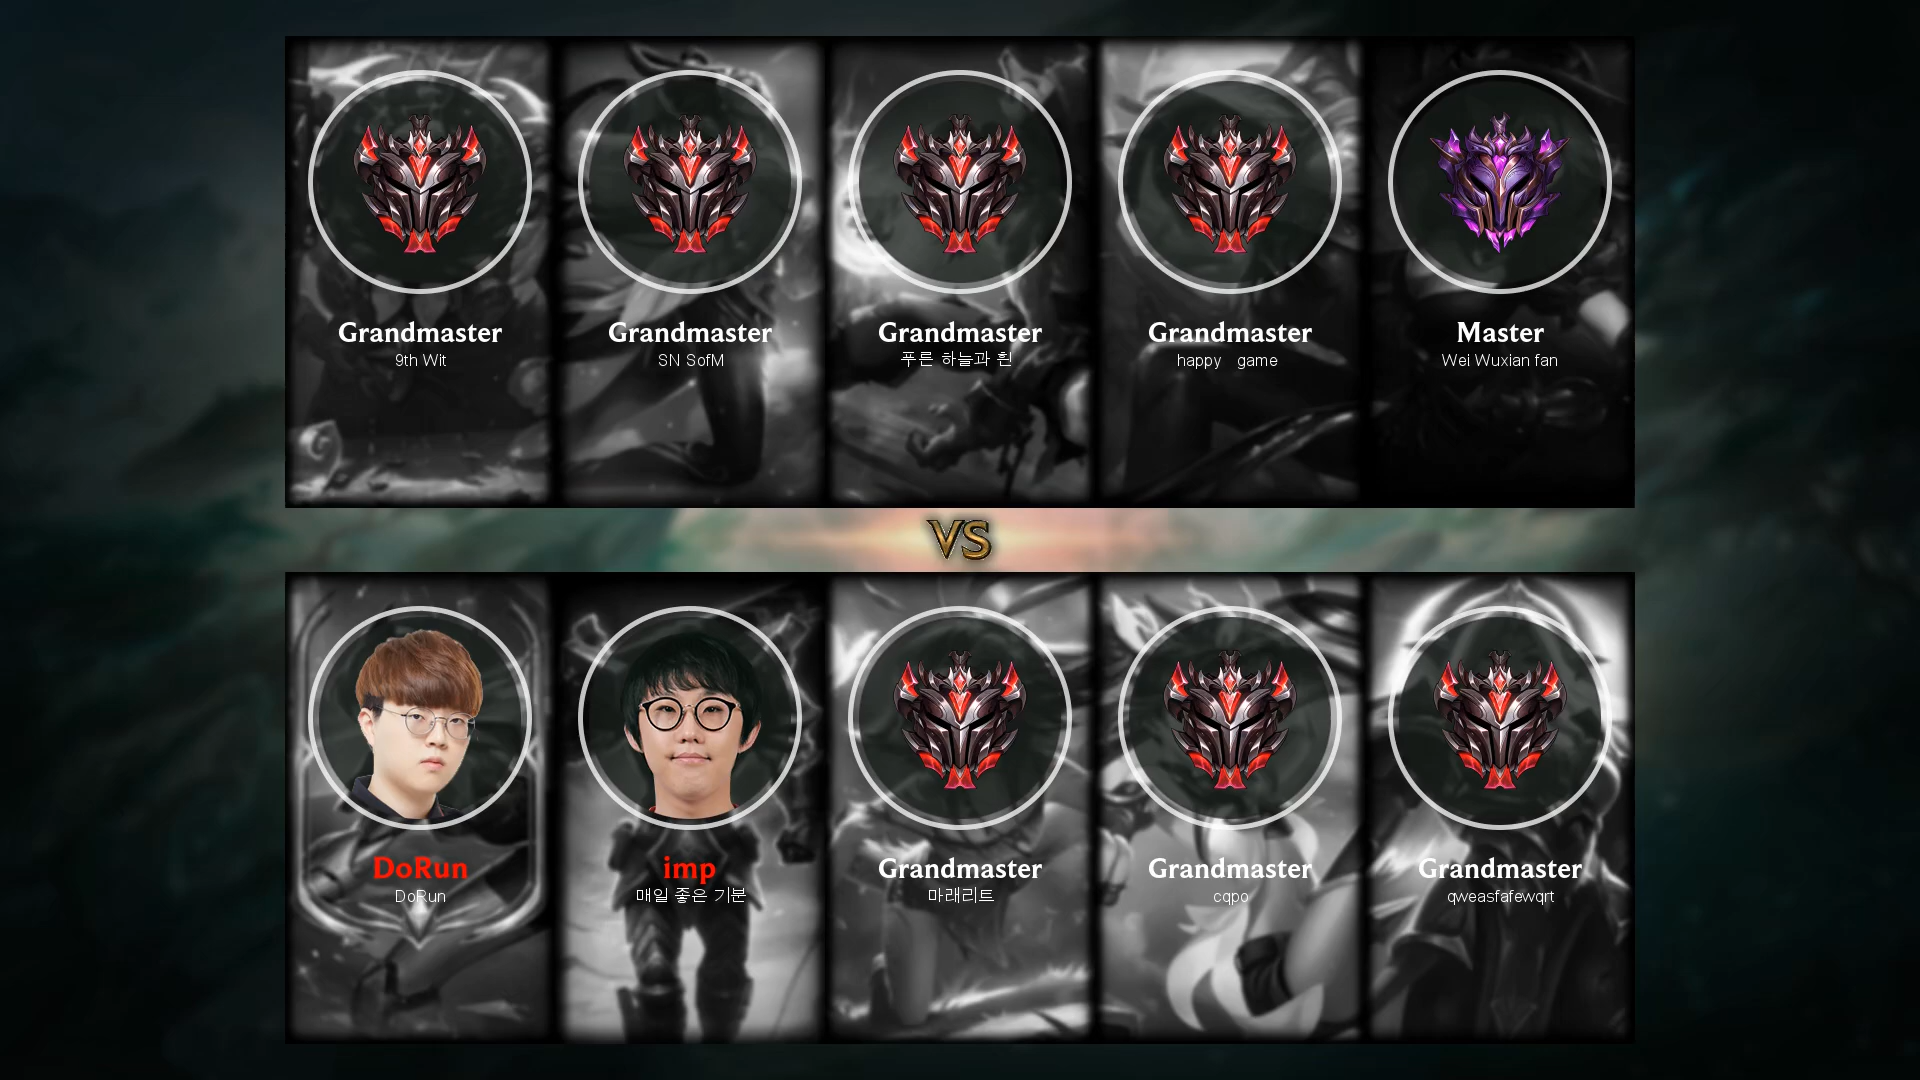 Grandmaster
9th Wit
Grandmaster
SN SofM
Grandmaster
푸른 하늘과 흰
Grandmaster
happy game
Master
Wei Wuxian fan
VS
DoRun
DoRun
imp
매일 좋은 기분
Grandmaster
마래리트
Grandmaster
cqpo
Grandmaster
qweasfafewqrt